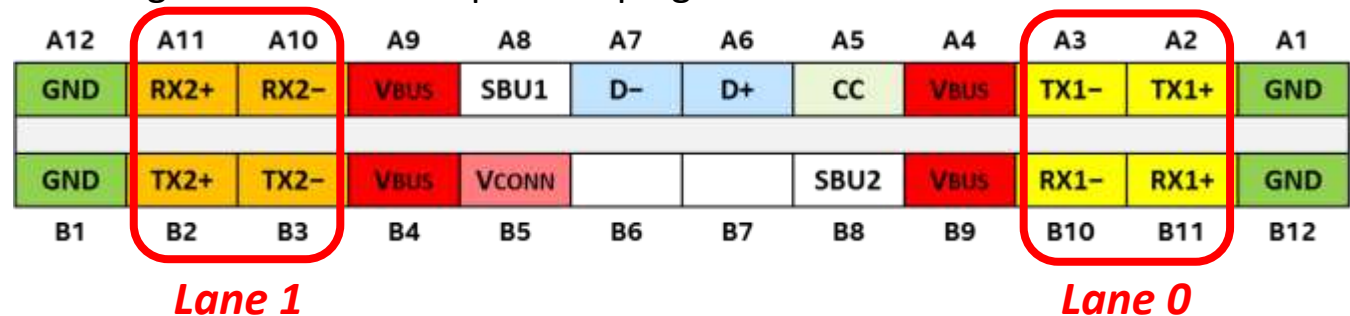 A12 A11 A10 A9 A8 A7 A6 A5 A4 A3 A2 A1
GND RX2+ RX2− VBUS SBU1 D− D+ CC VBUS TX1− TX1+ GND
GND TX2+ TX2− VBUS VCONN SBU2 VBUS RX1− RX1+ GND
B1 B2 B3 B4 B5 B6 B7 B8 B9 B10 B11 B12
Lane 1 Lane 0